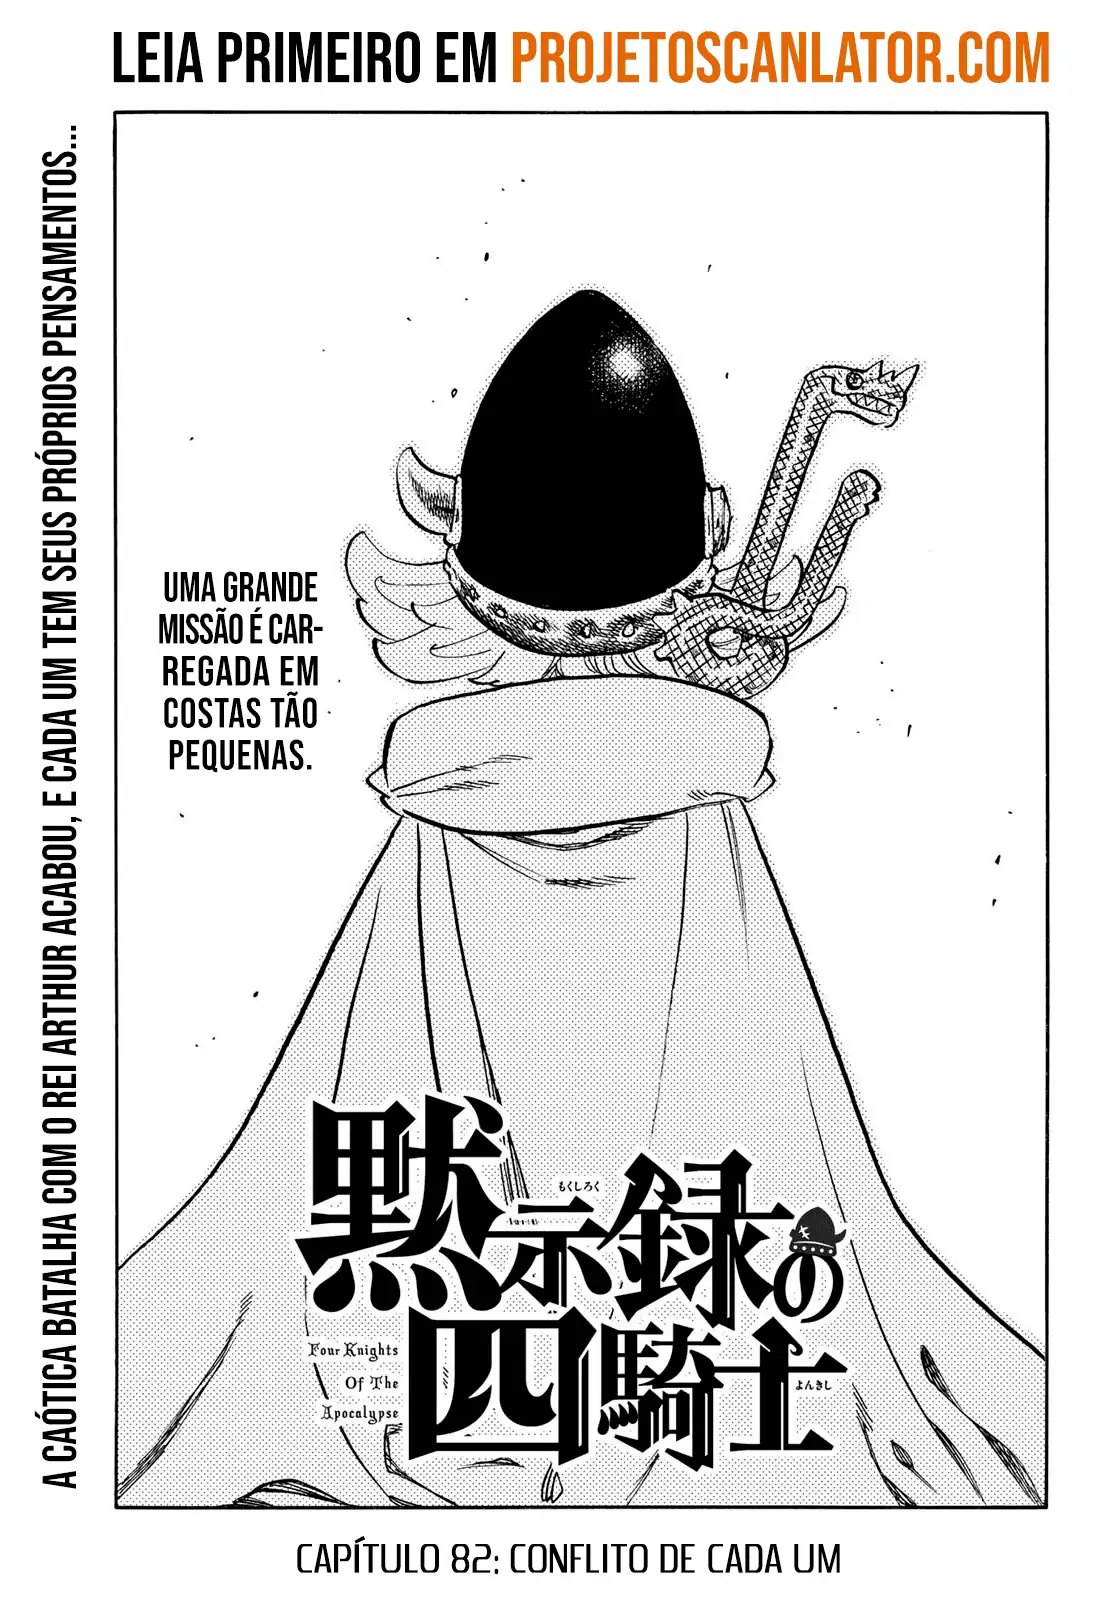 LEIA PRIMEIRO EM PROJETOSCANLATOR.COM
A CAÓTICA BATALHA COM O REI ARTHUR ACABOU, E CADA UM TEM SEUS PRÓPRIOS PENSAMENTOS...
UMA GRANDE
MISSÃO É CAR-
REGADA EM
COSTAS TÃO
PEQUENAS.
もくしろく
黙示録の
四騎士
よんきし
Four Knights
Of The
Apocalypse
CAPÍTULO 82: CONFLITO DE CADA UM